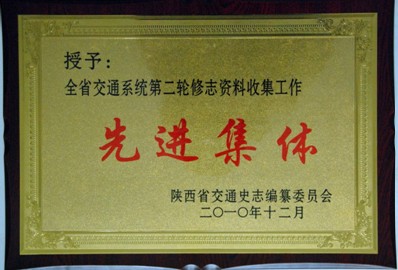 授予：
全省交通系统第二轮修志资料收集工作
先进集体
陕西省交通史志编纂委员会
二〇一〇年十二月